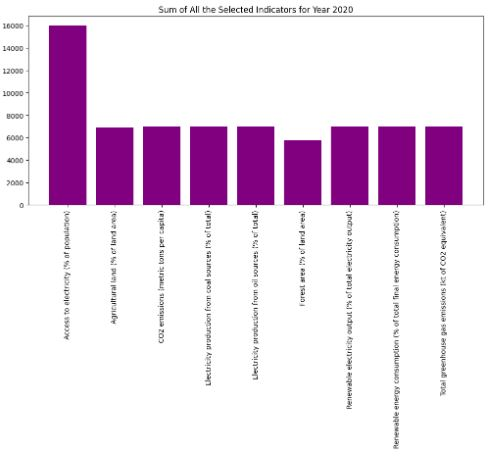 Sum of All the Selected Indicators for Year 2020
16000
14000
12000
10000
8000
6000
4000
2000
0
Access to electricity (% of population)
Agricultural land (% of land area)
CO2 emissions (metric tons per capita)
Electricity production from coal sources (% of total)
Electricity production from oil sources (% of total)
Forest area (% of land area)
Renewable electricity output (% of total electricity output)
Renewable energy consumption (% of total final energy consumption)
Total greenhouse gas emissions (kt of CO2 equivalent)